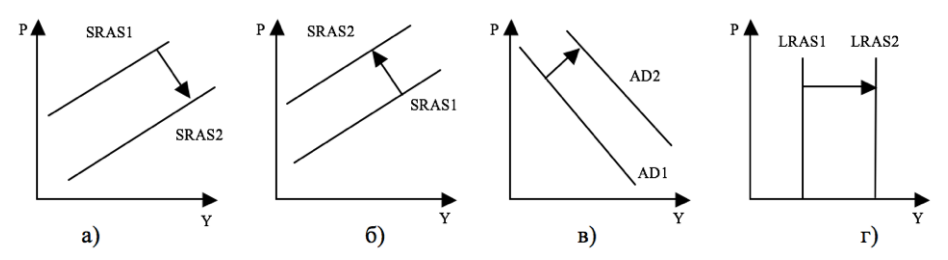 P SRAS1 SRAS2 Y
а)
P SRAS2 SRAS1 Y
б)
P AD2 AD1 Y
в)
P LRAS1 LRAS2 Y
г)